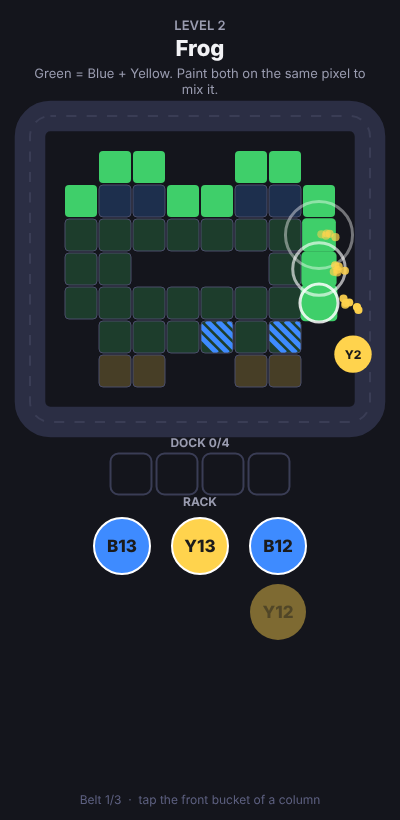 LEVEL 2
Frog
Green = Blue + Yellow. Paint both on the same pixel to
mix it.
Y2
DOCK 0/4
RACK
B13 Y13 B12
Y12
Belt 1/3 · tap the front bucket of a column